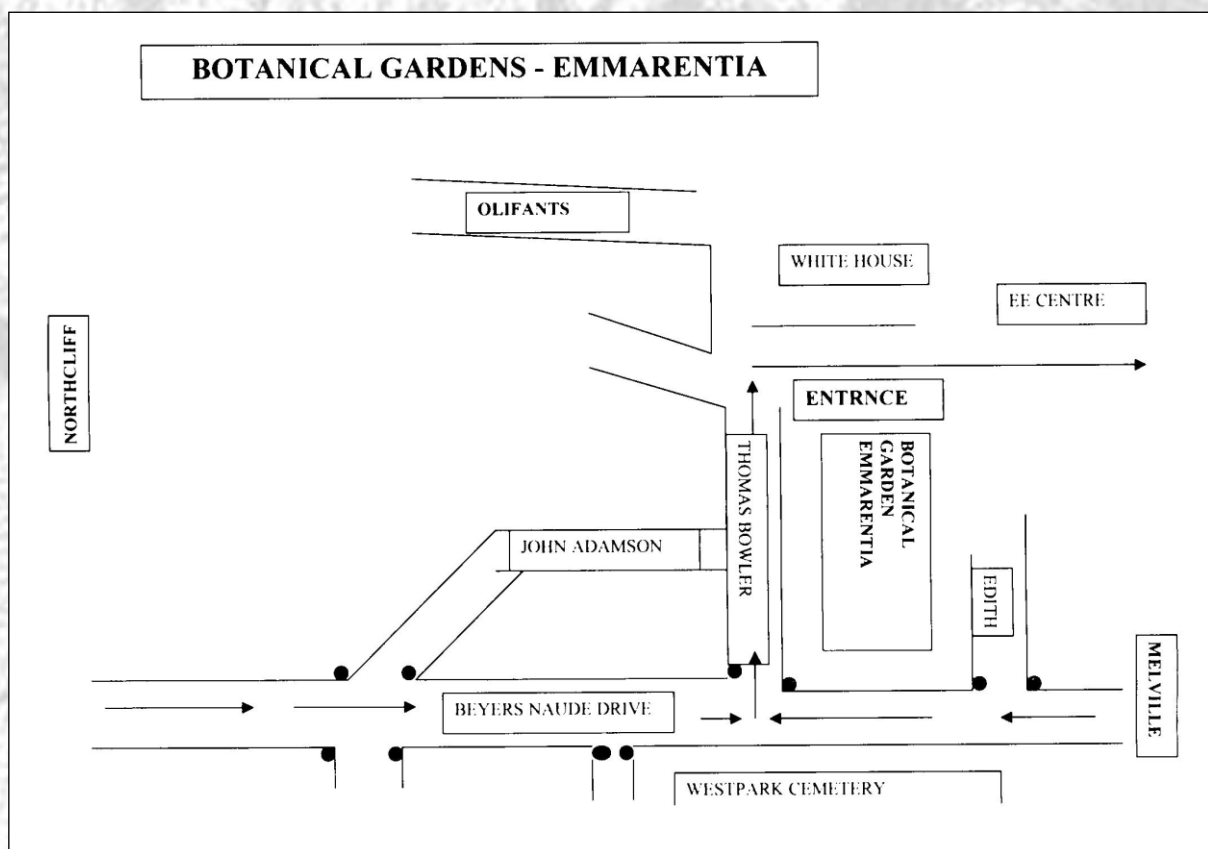 BOTANICAL GARDENS - EMMARENTIA
OLIFANTS
WHITE HOUSE
EE CENTRE
NORTHCLIFF
ENTRNCE
THOMAS BOWLER
BOTANICAL
GARDEN
EMMARENTIA
JOHN ADAMSON
EDITH
MELVILLE
BEYERS NAUDE DRIVE
WESTPARK CEMETERY